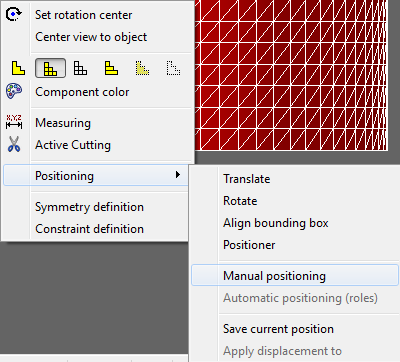 Set rotation center
Center view to object
Component color
X,Y,Z
Measuring
Active Cutting
Positioning
Symmetry definition
Constraint definition
Translate
Rotate
Align bounding box
Positioner
Manual positioning
Automatic positioning (roles)
Save current position
Apply displacement to